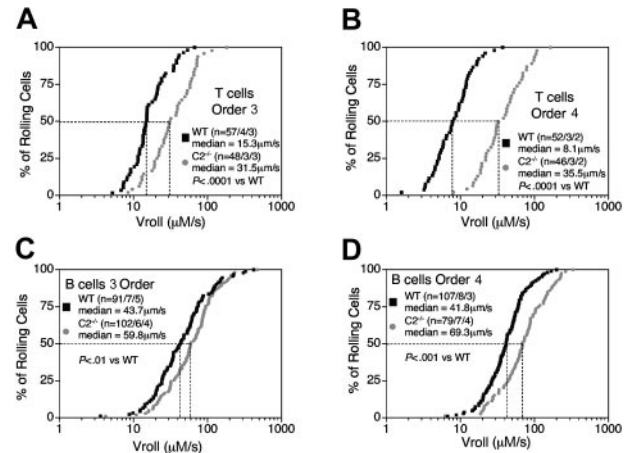 A
100
75
50
25
0
% of Rolling Cells
T cells
Order 3
WT (n=57/4/3)
median = 15.3μm/s
C2-/- (n=48/3/3)
median = 31.5μm/s
P<.0001 vs WT
1 10 100 1000
Vroll (μM/s)
B
100
75
50
25
0
% of Rolling Cells
T cells
Order 4
WT (n=52/3/2)
median = 8.1μm/s
C2-/- (n=46/3/2)
median = 35.5μm/s
P<.0001 vs WT
1 10 100 1000
Vroll (μM/s)
C
100
75
50
25
0
% of Rolling Cells
B cells 3 Order
WT (n=91/7/5)
median = 43.7μm/s
C2-/- (n=102/6/4)
median = 59.8μm/s
P<.01 vs WT
1 10 100 1000
Vroll (μM/s)
D
100
75
50
25
0
% of Rolling Cells
B cells Order 4
WT (n=107/8/3)
median = 41.8μm/s
C2-/- (n=79/7/4)
median = 69.3μm/s
P<.001 vs WT
1 10 100 1000
Vroll (μM/s)